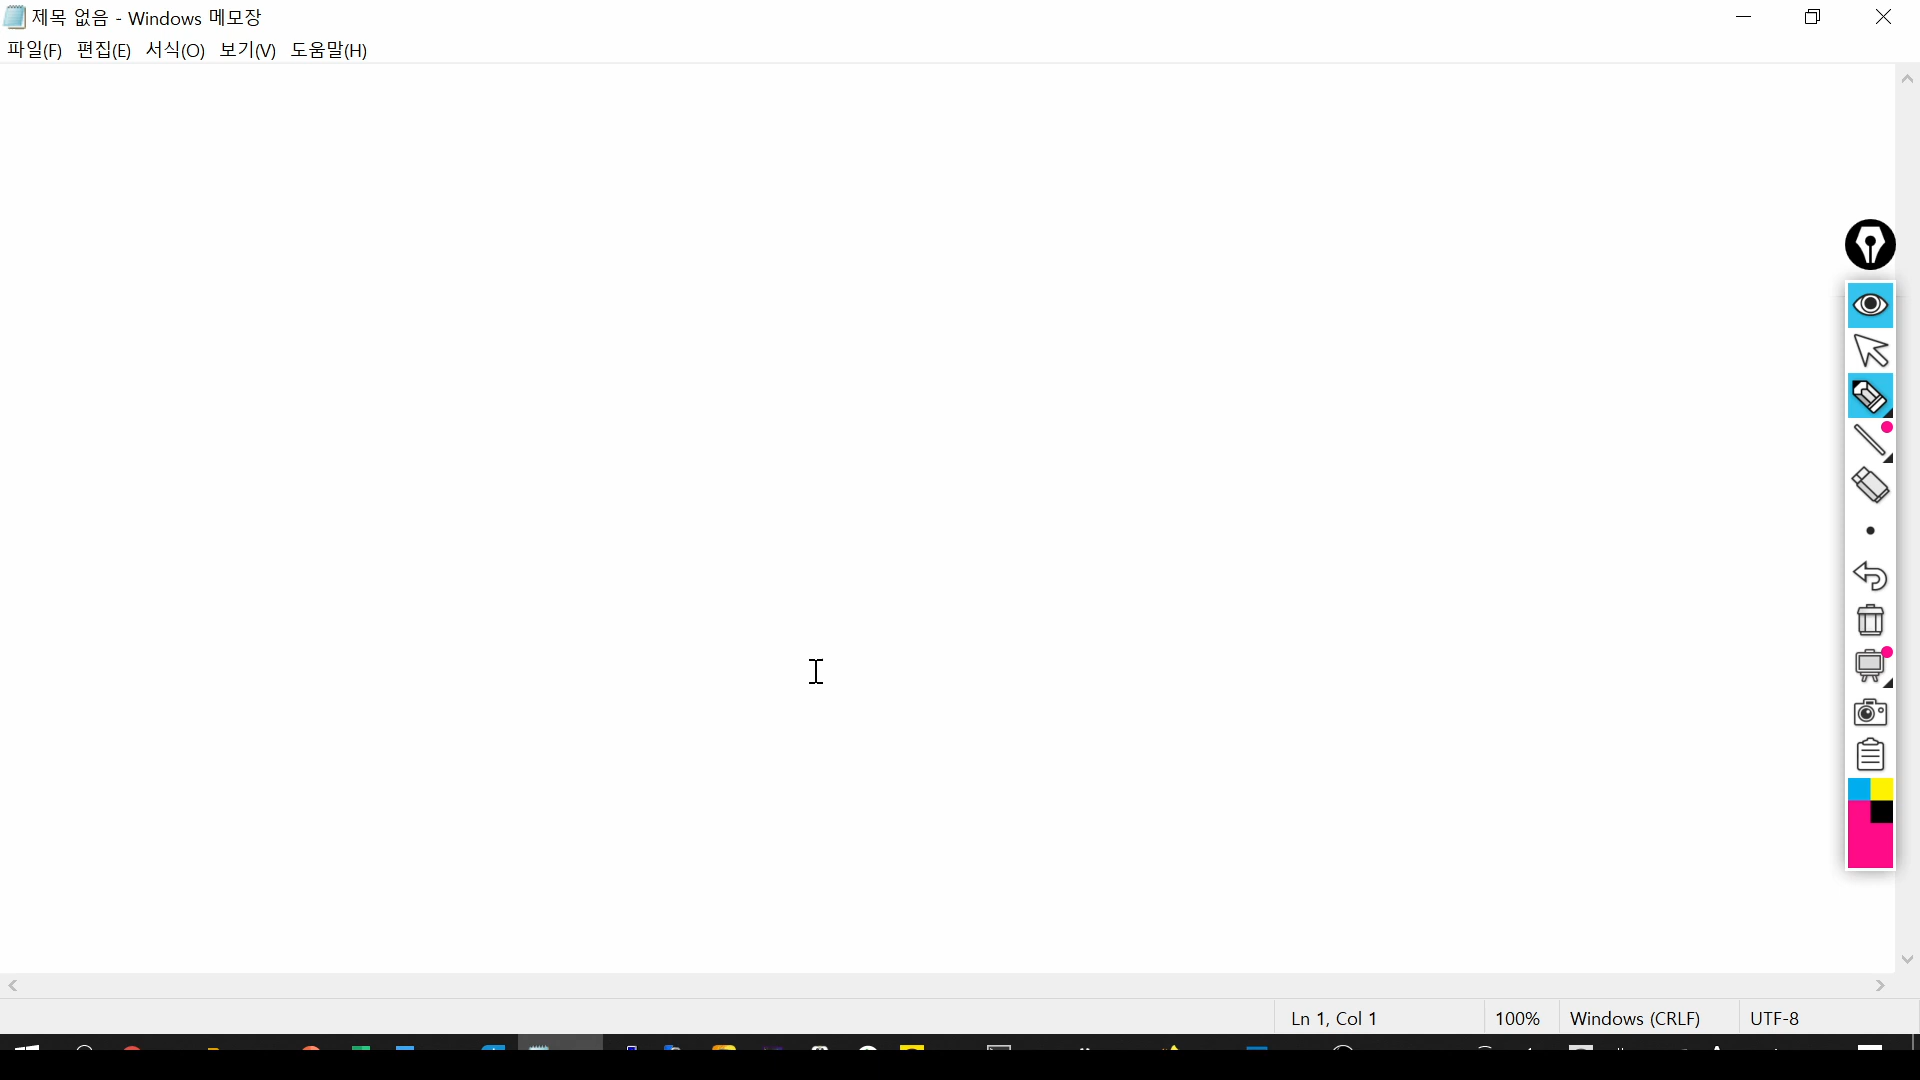 제목 없음 - Windows 메모장
파일(F) 편집(E) 서식(O) 보기(V) 도움말(H)
Ln 1, Col 1 100% Windows (CRLF) UTF-8